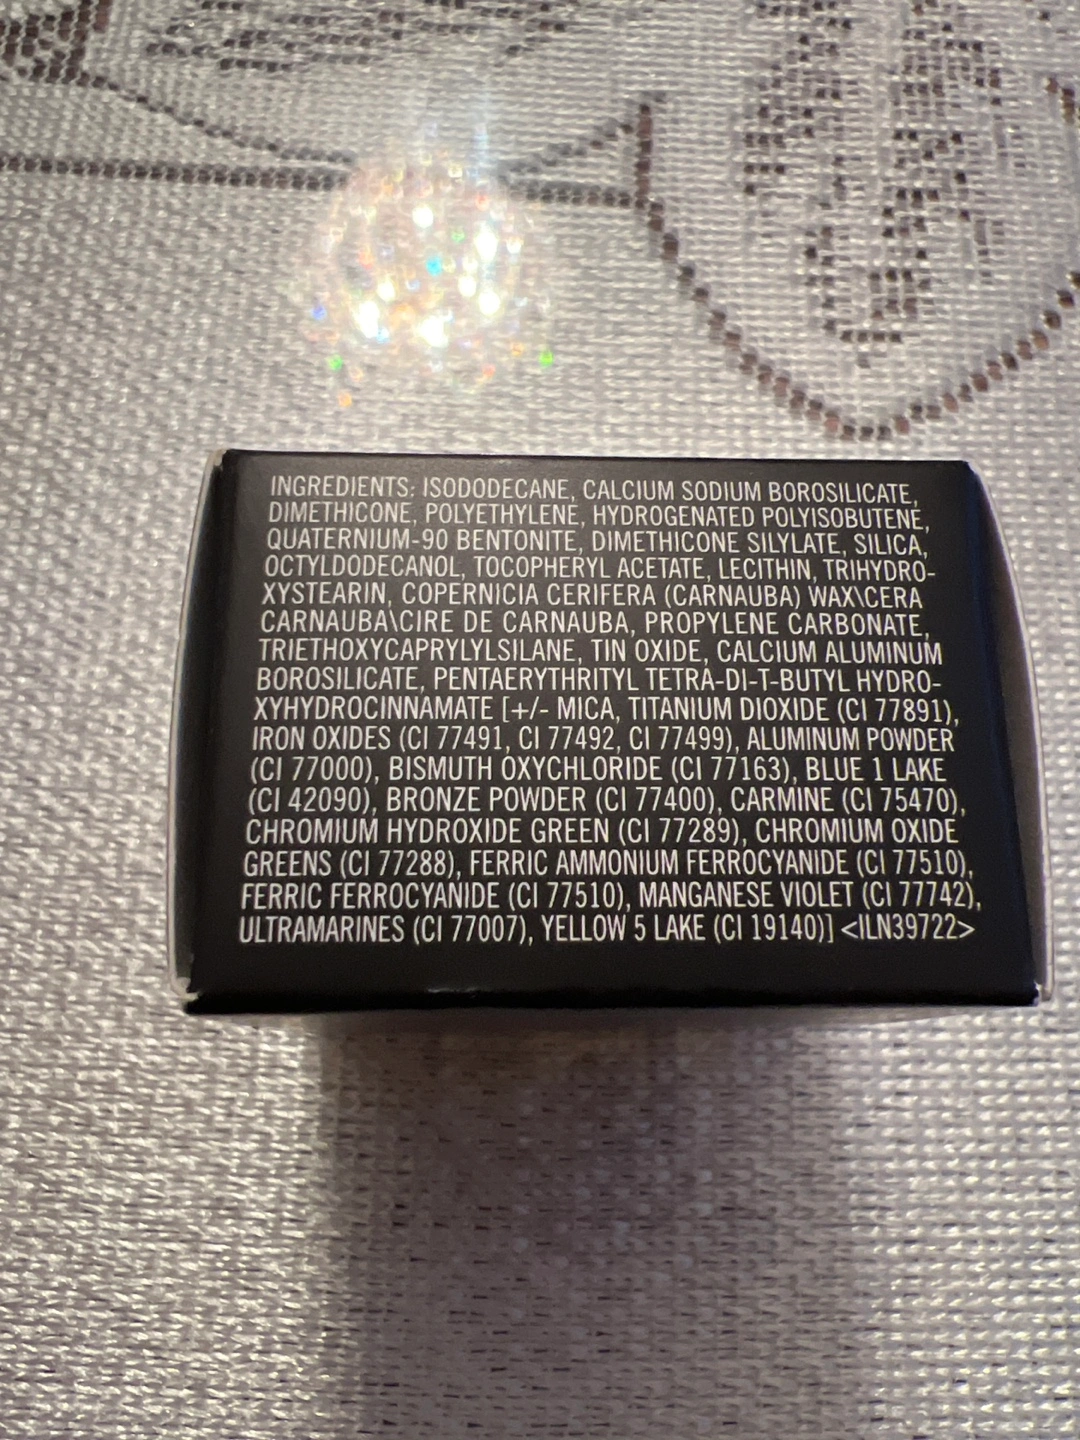 INGREDIENTS: ISODODECANE, CALCIUM SODIUM BOROSILICATE,
DIMETHICONE, POLYETHYLENE, HYDROGENATED POLYISOBUTENE,
QUATERNIUM-90 BENTONITE, DIMETHICONE SILYLATE, SILICA,
OCTYLDODECANOL, TOCOPHERYL ACETATE, LECITHIN, TRIHYDRO-
XYSTEARIN, COPERNICIA CERIFERA (CARNAUBA) WAX\CERA
CARNAUBA\CIRE DE CARNAUBA, PROPYLENE CARBONATE,
TRIETHOXYCAPRYLYLSILANE, TIN OXIDE, CALCIUM ALUMINUM
BOROSILICATE, PENTAERYTHRITYL TETRA-DI-T-BUTYL HYDRO-
XYHYDROCINNAMATE [+/- MICA, TITANIUM DIOXIDE (CI 77891),
IRON OXIDES (CI 77491, CI 77492, CI 77499), ALUMINUM POWDER
(CI 77000), BISMUTH OXYCHLORIDE (CI 77163), BLUE 1 LAKE
(CI 42090), BRONZE POWDER (CI 77400), CARMINE (CI 75470),
CHROMIUM HYDROXIDE GREEN (CI 77289), CHROMIUM OXIDE
GREENS (CI 77288), FERRIC AMMONIUM FERROCYANIDE (CI 77510),
FERRIC FERROCYANIDE (CI 77510), MANGANESE VIOLET (CI 77742),
ULTRAMARINES (CI 77007), YELLOW 5 LAKE (CI 19140)] <ILN39722>